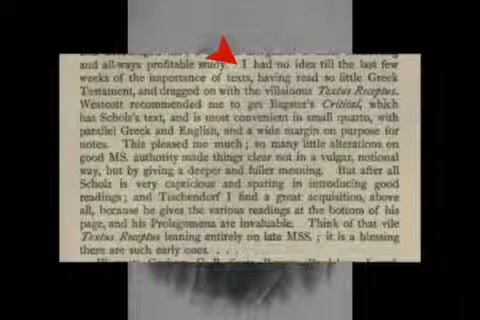 and all-ways profitable study. I had no idea till the last few
weeks of the importance of texts, having read so little Greek
Testament, and dragged on with the villainous Textus Receptus.
Westcott recommended me to get Bagster's Critical, which
has Scholz's text, and is most convenient in small quarto, with
parallel Greek and English, and a wide margin on purpose for
notes. This pleased me much; so many little alterations on
good MS. authority made things clear not in a vulgar, notional
way, but by giving a deeper and fuller meaning. But after all
Scholz is very capricious and sparing in introducing good
readings; and Tischendorf I find a great acquisition, above
all, because he gives the various readings at the bottom of his
page, and his Prolegomena are invaluable. Think of that vile
Textus Receptus leaning entirely on late MSS.; it is a blessing
there are such early ones. . . .